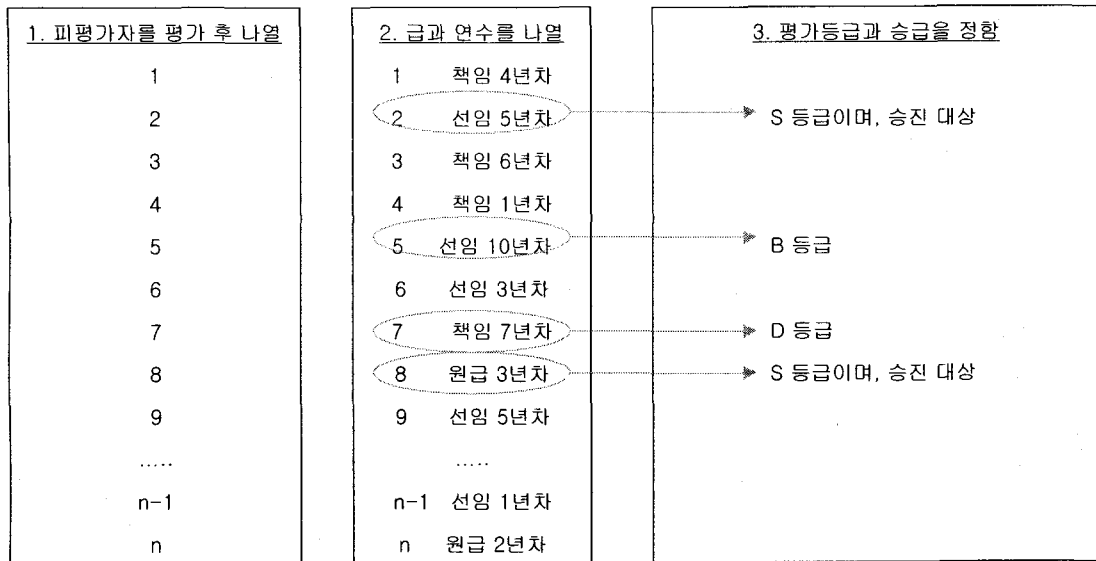 1. 피평가자를 평가 후 나열
1
2
3
4
5
6
7
8
9
.....
n-1
n
2. 급과 연수를 나열
1 책임 4년차
2 선임 5년차
3 책임 6년차
4 책임 1년차
5 선임 10년차
6 선임 3년차
7 책임 7년차
8 원급 3년차
9 선임 5년차
.....
n-1 선임 1년차
n 원급 2년차
3. 평가등급과 승급을 정함
S 등급이며, 승진 대상
B 등급
D 등급
S 등급이며, 승진 대상